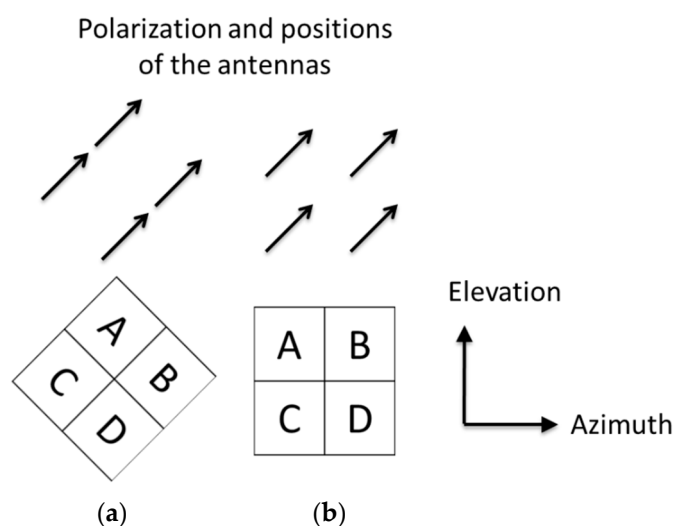 Polarization and positions
of the antennas
A
B
C
D
A B
C D
Elevation
Azimuth
(a) (b)